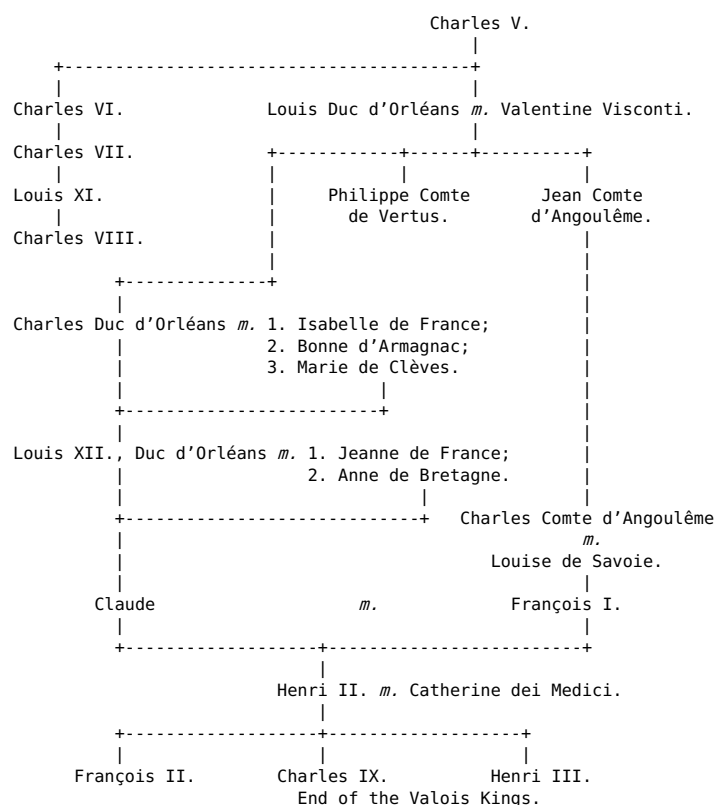 Charles V.
Charles VI. Louis Duc d'Orléans m. Valentine Visconti.
Charles VII.
Louis XI. Philippe Comte Jean Comte
de Vertus. d'Angoulême.
Charles VIII.
Charles Duc d'Orléans m. 1. Isabelle de France;
2. Bonne d'Armagnac;
3. Marie de Clèves.
Louis XII., Duc d'Orléans m. 1. Jeanne de France;
2. Anne de Bretagne.
Charles Comte d'Angoulême
m.
Louise de Savoie.
Claude m. François I.
Henri II. m. Catherine dei Medici.
François II. Charles IX. Henri III.
End of the Valois Kings.